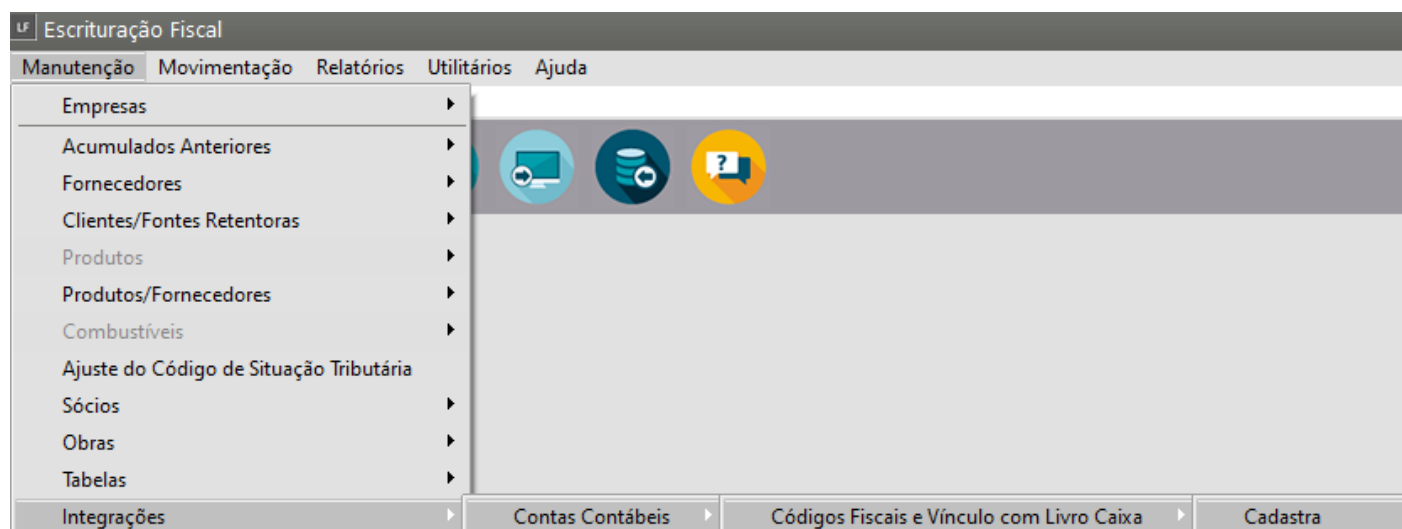 LF Escrituração Fiscal
Manutenção Movimentação Relatórios Utilitários Ajuda
Empresas
Acumulados Anteriores
?
Fornecedores
Clientes/Fontes Retentoras
Produtos
Produtos/Fornecedores
Combustíveis
Ajuste do Código de Situação Tributária
Sócios
Obras
Tabelas
Integrações Contas Contábeis Códigos Fiscais e Vínculo com Livro Caixa Cadastra